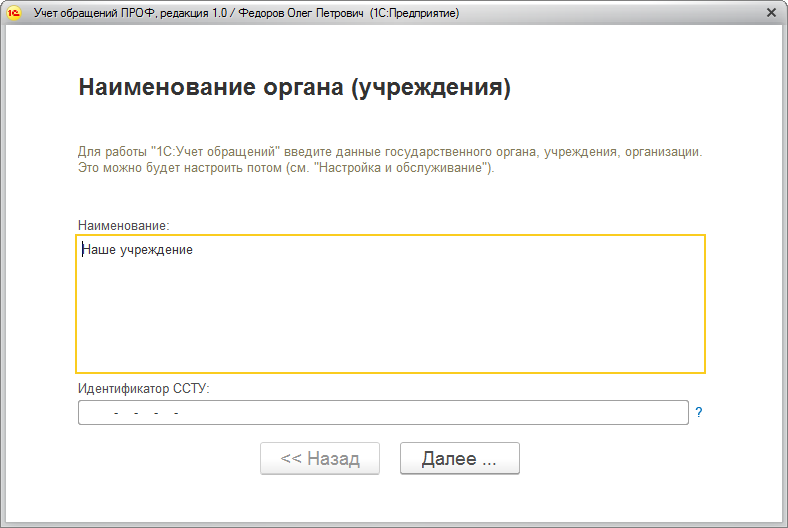 Учет обращений ПРОФ, редакция 1.0 / Федоров Олег Петрович (1С:Предприятие)
Наименование органа (учреждения)
Для работы "1С:Учет обращений" введите данные государственного органа, учреждения, организации.
Это можно будет настроить потом (см. "Настройка и обслуживание").
Наименование:
Наше учреждение
Идентификатор ССТУ:
- - - - ?
<< Назад Далее ...